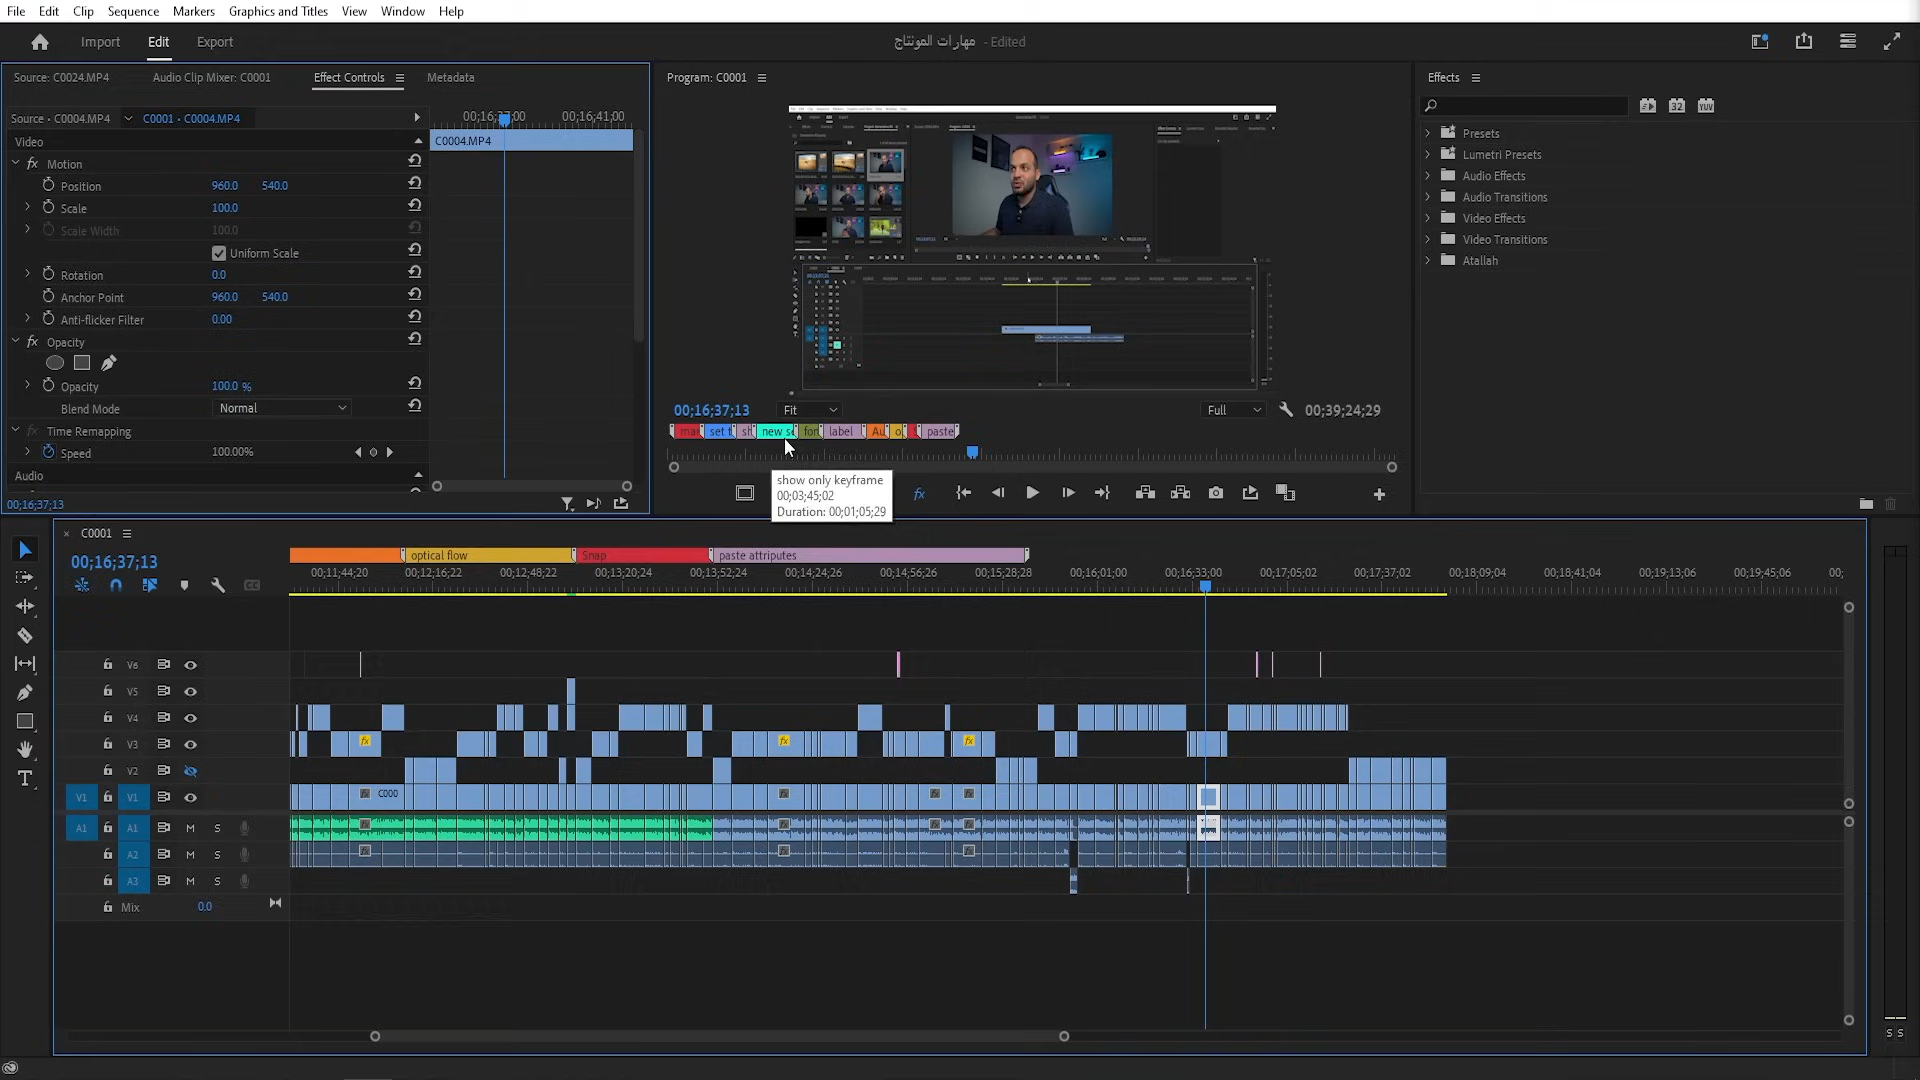 File Edit Clip Sequence Markers Graphics and Titles View Window Help
Import Edit Export
مهارات المونتاج - Edited
Source: C0024.MP4 Audio Clip Mixer: C0001 Effect Controls Metadata
Source • C0004.MP4 C0001 • C0004.MP4
00;16;41;00
Video
C0004.MP4
Motion
Position 960.0 540.0
Scale 100.0
Scale Width 100.0
Uniform Scale
Rotation 0.0
Anchor Point 960.0 540.0
Anti-flicker Filter 0.00
Opacity
Opacity 100.0 %
Blend Mode Normal
Time Remapping
Speed 100.00%
Audio
00;16;37;13
Program: C0001
00;16;37;13 Fit Full 00;39;24;29
mar set t sh new se for label Au o paste
show only keyframe
00;03;45;02
Duration: 00;01;05;29
Effects
Presets
Lumetri Presets
Audio Effects
Audio Transitions
Video Effects
Video Transitions
Atallah
C0001
00;16;37;13
optical flow Snap paste attributes
00;11;44;20 00;12;16;22 00;12;48;22 00;13;20;24 00;13;52;24 00;14;24;26 00;14;56;26 00;15;28;28 00;16;01;00 00;16;33;00 00;17;05;02 00;17;37;02 00;18;09;04 00;18;41;04 00;19;13;06 00;19;45;06 00;
V6
V5
V4
V3
V2
V1 V1 C000
A1 A1 M S
A2 M S
A3 M S
Mix 0.0
S S